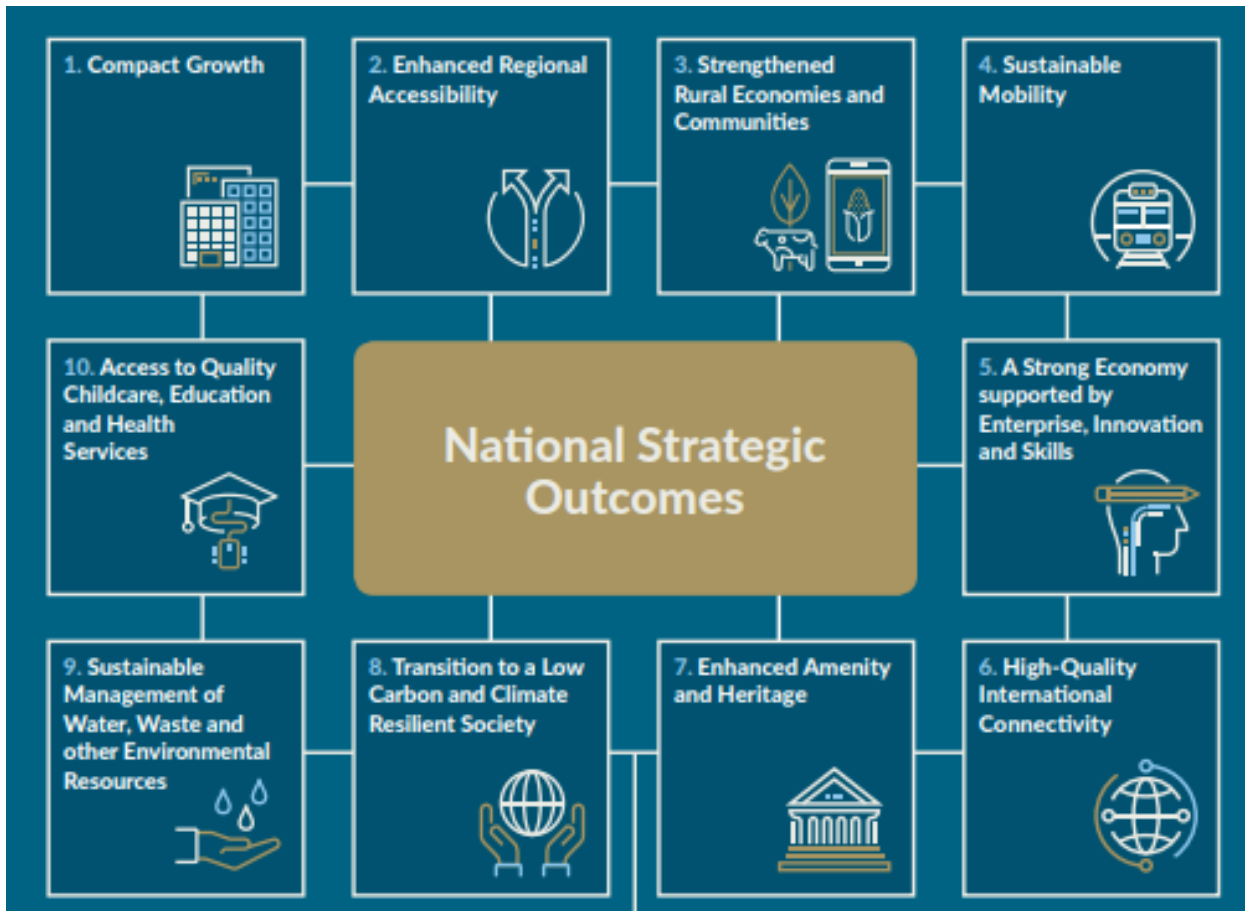 1. Compact Growth
2. Enhanced Regional
Accessibility
3. Strengthened
Rural Economies and
Communities
4. Sustainable
Mobility
10. Access to Quality
Childcare, Education
and Health
Services
National Strategic
Outcomes
5. A Strong Economy
supported by
Enterprise, Innovation
and Skills
9. Sustainable
Management of
Water, Waste and
other Environmental
Resources
8. Transition to a Low
Carbon and Climate
Resilient Society
7. Enhanced Amenity
and Heritage
6. High-Quality
International
Connectivity